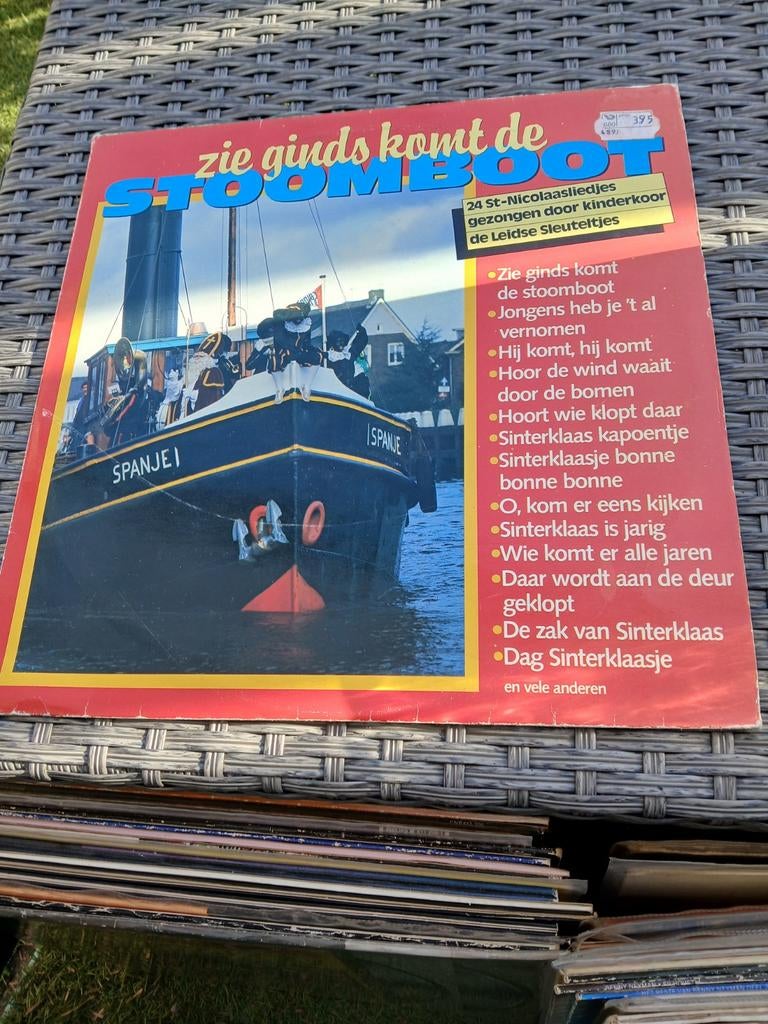 395
zie ginds komt de
STOOMBOOT
24 St-Nicolaasliedjes
gezongen door kinderkoor
de Leidse Sleuteltjes
•Zie ginds komt
de stoomboot
•Jongens heb je 't al
vernomen
•Hij komt, hij komt
•Hoor de wind waait
door de bomen
•Hoort wie klopt daar
•Sinterklaas kapoentje
•Sinterklaasje bonne
bonne bonne
•O, kom er eens kijken
•Sinterklaas is jarig
•Wie komt er alle jaren
•Daar wordt aan de deur
geklopt
•De zak van Sinterklaas
•Dag Sinterklaasje
en vele anderen
SPANJE I
I SPANJE